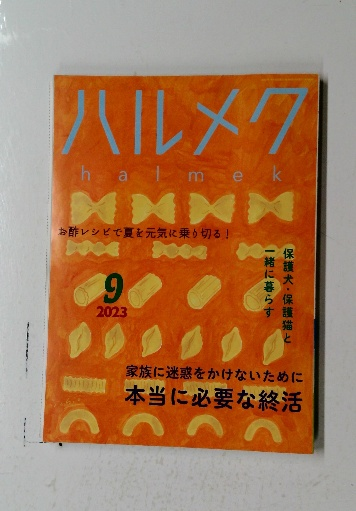 ハルメク
halmek
お酢レシピで夏を元気に乗り切る！
保護犬・保護猫と
一緒に暮らす
9
2023
家族に迷惑をかけないために
本当に必要な終活